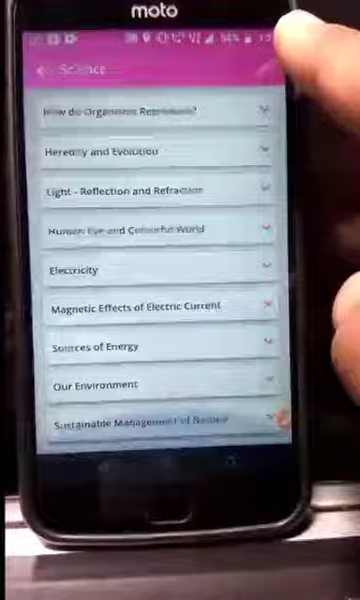 moto
54%
Science
How do Organisms Reproduce?
Heredity and Evolution
Light - Reflection and Refraction
Human Eye and Colourful World
Electricity
Magnetic Effects of Electric Current
Sources of Energy
Our Environment
Sustainable Management of Natural